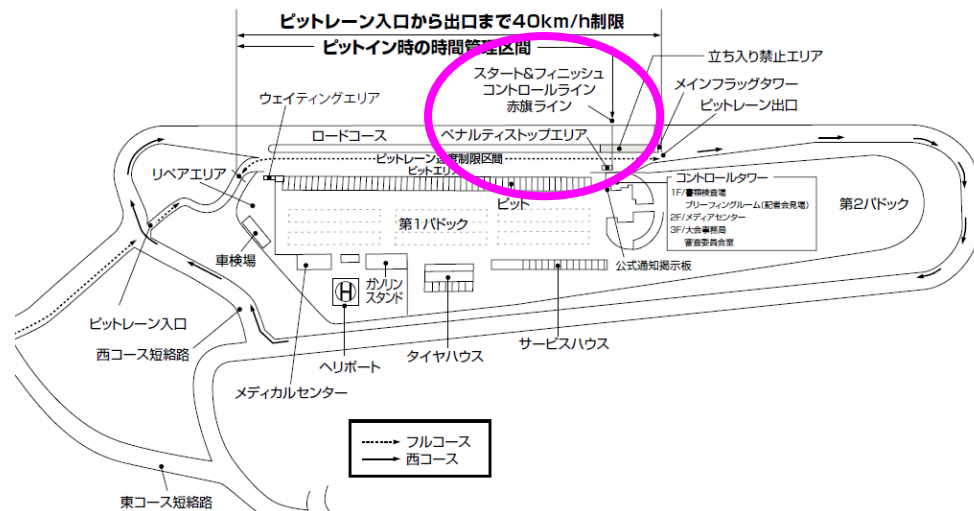 ピットレーン入口から出口まで40km/h制限
ピットイン時の時間管理区間
立ち入り禁止エリア
スタート&フィニッシュ
コントロールライン
赤旗ライン
メインフラッグタワー
ピットレーン出口
ウェイティングエリア
ロードコース
ペナルティストップエリア
ピットレーン速度制限区間
ピットエリア
リペアエリア
ピット
コントロールタワー
1F/書類検査場
ブリーフィングルーム(記者会見場)
2F/メディアセンター
3F/大会事務局
審査委員会室
第1パドック
第2パドック
車検場
公式通知掲示板
ガソリン
スタンド
H
ピットレーン入口
西コース短絡路
ヘリポート
タイヤハウス
サービスハウス
メディカルセンター
フルコース
西コース
東コース短絡路